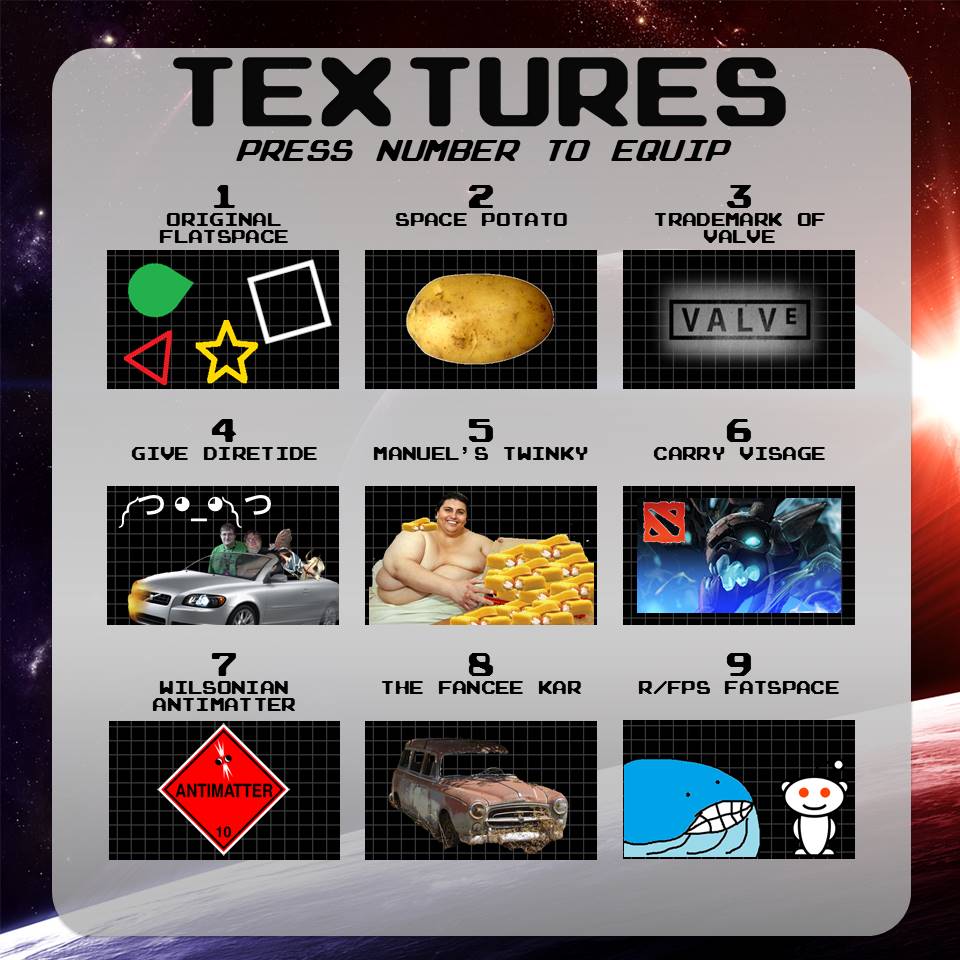 TEXTURES
PRESS NUMBER TO EQUIP
1
ORIGINAL
FLATSPACE
2
SPACE POTATO
3
TRADEMARK OF
VALVE
VALVE
4
GIVE DIRETIDE
༼ つ ◕_◕ ༽つ
5
MANUEL'S TWINKY
6
CARRY VISAGE
7
WILSONIAN
ANTIMATTER
ANTIMATTER
10
8
THE FANCEE KAR
9
R/FPS FATSPACE